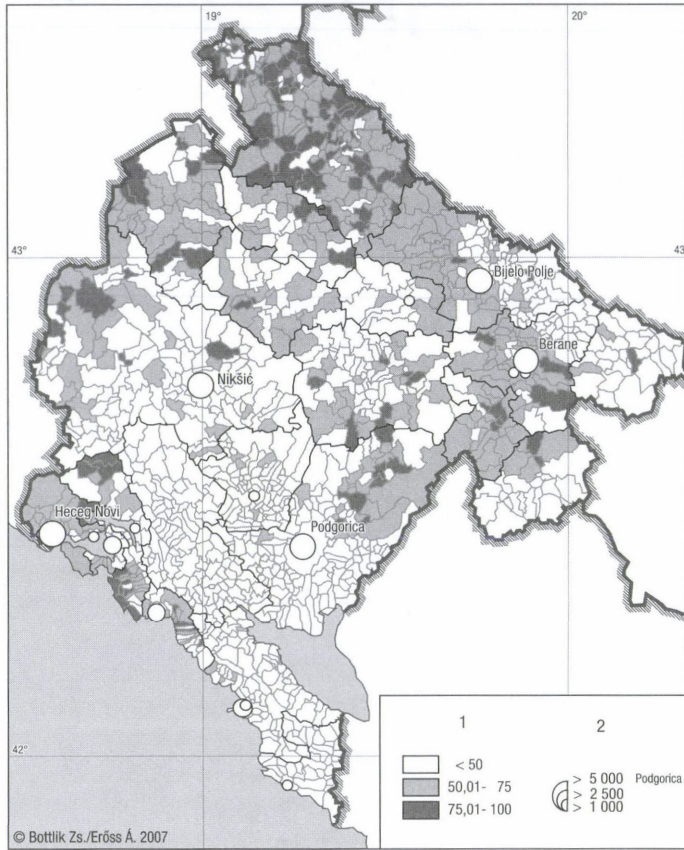 19°
20°
43°
43
Bijelo Polje
Berane
Nikšić
Heceg Novi
Podgorica
42°
1
2
< 50
50,01- 75
75,01- 100
> 5 000 Podgorica
> 2 500
> 1 000
© Bottlik Zs./Erőss Á. 2007